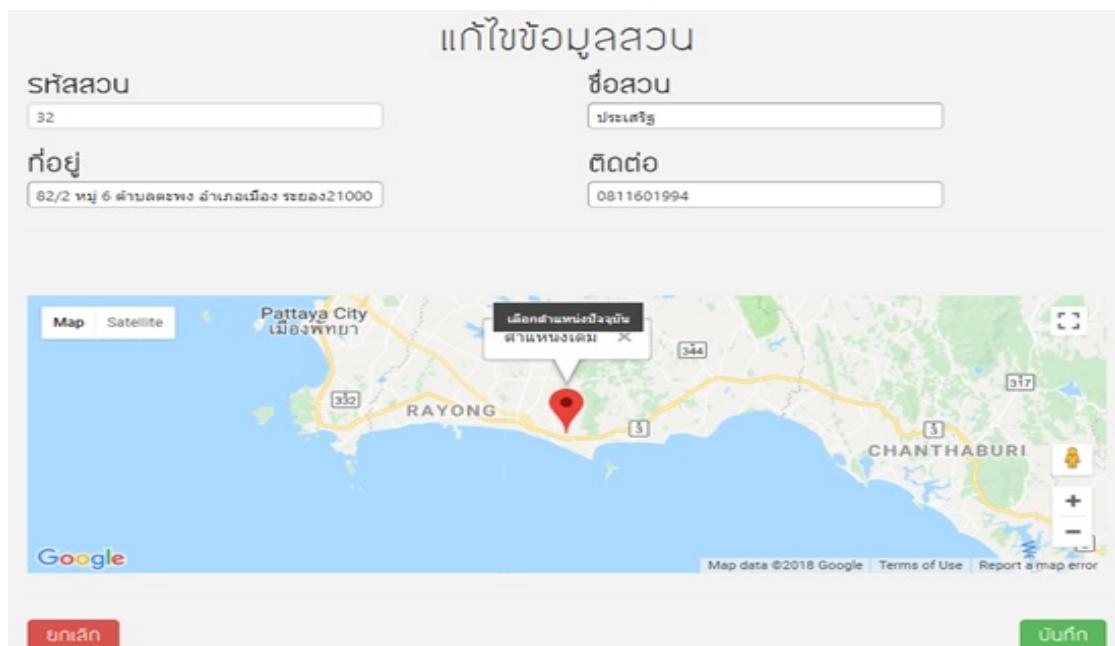 แก้ไขข้อมูลสวน
รหัสสวน ชื่อสวน
32 ประเสริฐ
ที่อยู่ ติดต่อ
82/2 หมู่ 6 ตำบลตะพง อำเภอเมือง ระยอง21000 0811601994
Map Satellite
Pattaya City
เมืองพัทยา
เลือกตำแหน่งปัจจุบัน
ตำแหน่งเดิม ×
344
317
332
RAYONG
3
3
CHANTHABURI
+
−
Google
Map data ©2018 Google Terms of Use Report a map error
ยกเลิก บันทึก